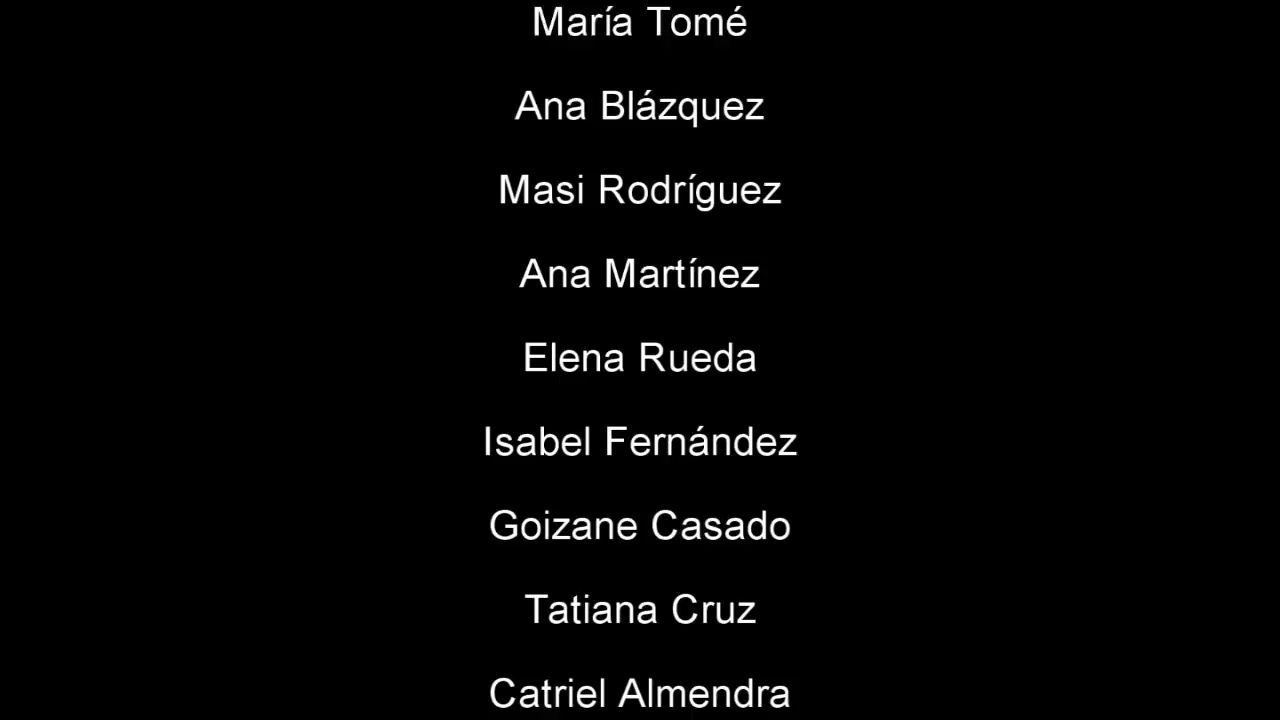 María Tomé
Ana Blázquez
Masi Rodríguez
Ana Martínez
Elena Rueda
Isabel Fernández
Goizane Casado
Tatiana Cruz
Catriel Almendra